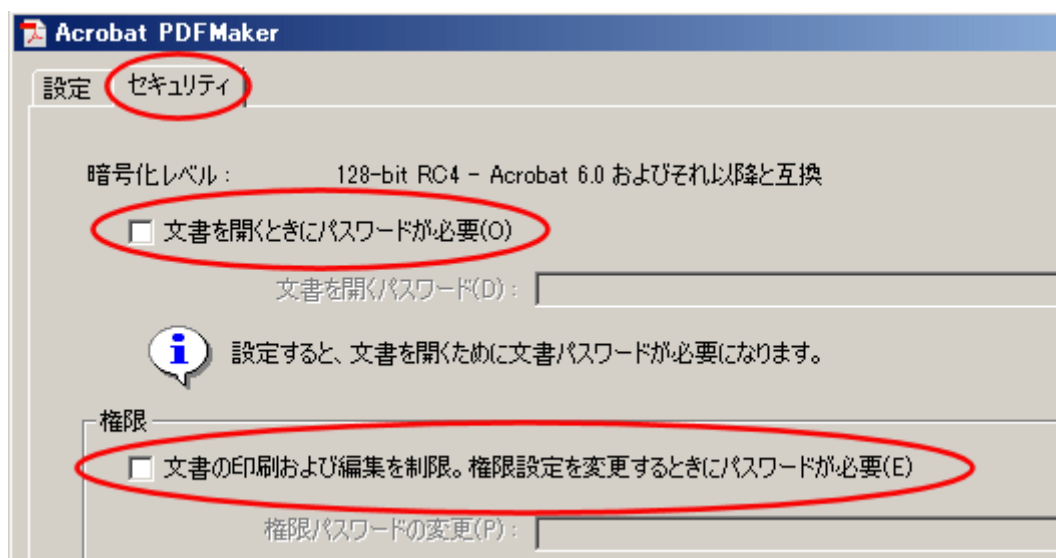 Acrobat PDFMaker
設定 セキュリティ
暗号化レベル： 128-bit RC4 - Acrobat 6.0 およびそれ以降と互換
文書を開くときにパスワードが必要(O)
文書を開くパスワード(D)：
設定すると、文書を開くために文書パスワードが必要になります。
権限
文書の印刷および編集を制限。権限設定を変更するときにパスワードが必要(E)
権限パスワードの変更(P)：